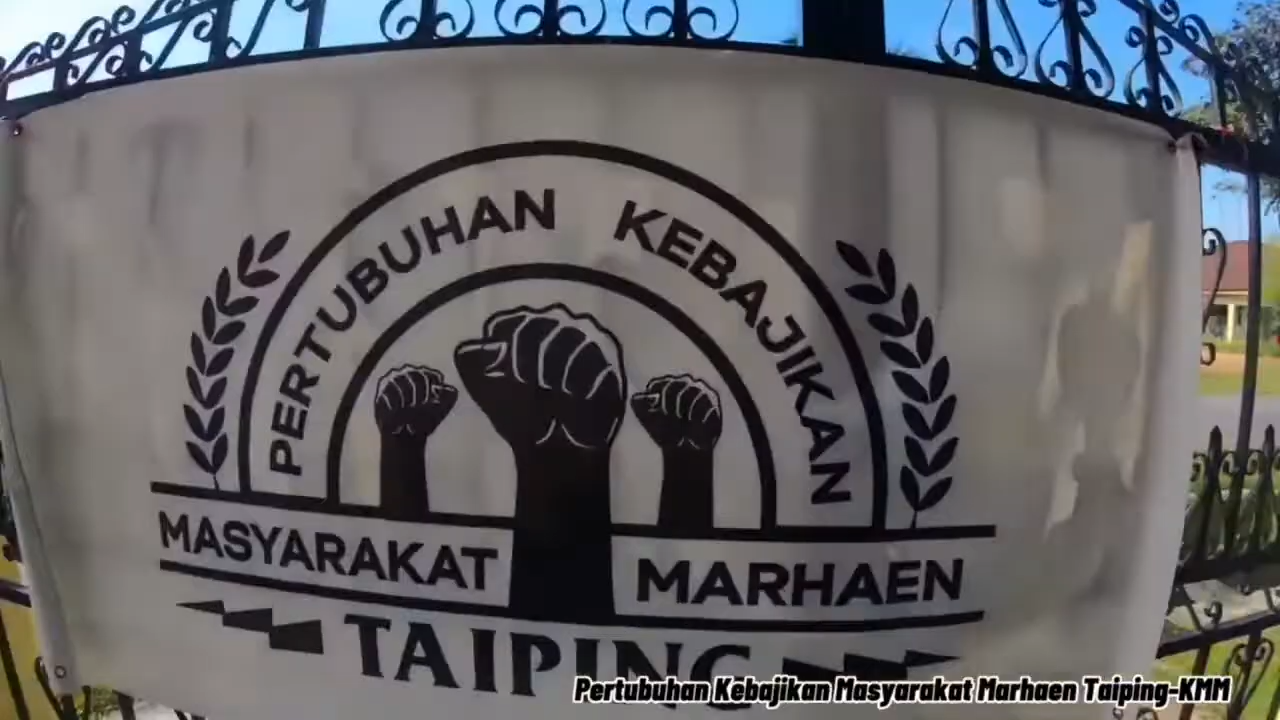 PERTUBUHAN KEBAJIKAN
MASYARAKAT MARHAEN
TAIPING
Pertubuhan Kebajikan Masyarakat Marhaen Taiping-KMM